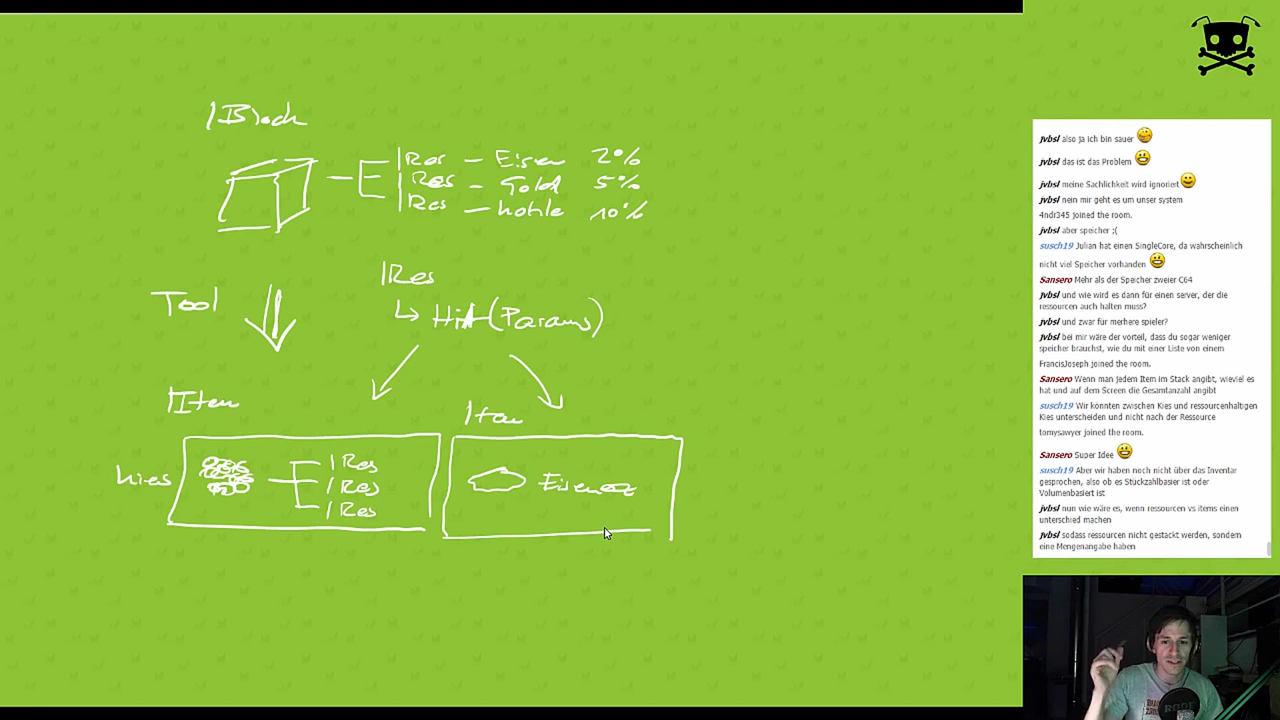 IBlock
IRes - Eisen 2%
IRes - Gold 5%
IRes - Kohle 10%
Tool
IRes
↳ Hit(Params)
IItem
Item
Kies
IRes
IRes
IRes
Eisenerz
jvbsl also ja ich bin sauer
jvbsl das ist das Problem
jvbsl meine Sachlichkeit wird ignoriert
jvbsl nein mir geht es um unser system
4ndr345 joined the room.
jvbsl aber speicher ;(
susch19 Julian hat einen SingleCore, da wahrscheinlich
nicht viel Speicher vorhanden
Sansero Mehr als der Speicher zweier C64
jvbsl und wie wird es dann für einen server, der die
ressourcen auch halten muss?
jvbsl und zwar für merhere spieler?
jvbsl bei mir wäre der vorteil, dass du sogar weniger
speicher brauchst, wie du mit einer Liste von einem
FrancisJoseph joined the room.
Sansero Wenn man jedem Item im Stack angibt, wieviel es
hat und auf dem Screen die Gesamtanzahl angibt
susch19 Wir könnten zwischen Kies und ressourcenhaltigen
Kies unterscheiden und nicht nach der Ressource
tomysawyer joined the room.
Sansero Super Idee
susch19 Aber wir haben noch nicht über das Inventar
gesprochen, also ob es Stückzahlbasier ist oder
Volumenbasiert ist
jvbsl nun wie wäre es, wenn ressourcen vs items einen
unterschied machen
jvbsl sodass ressourcen nicht gestackt werden, sondern
eine Mengenangabe haben